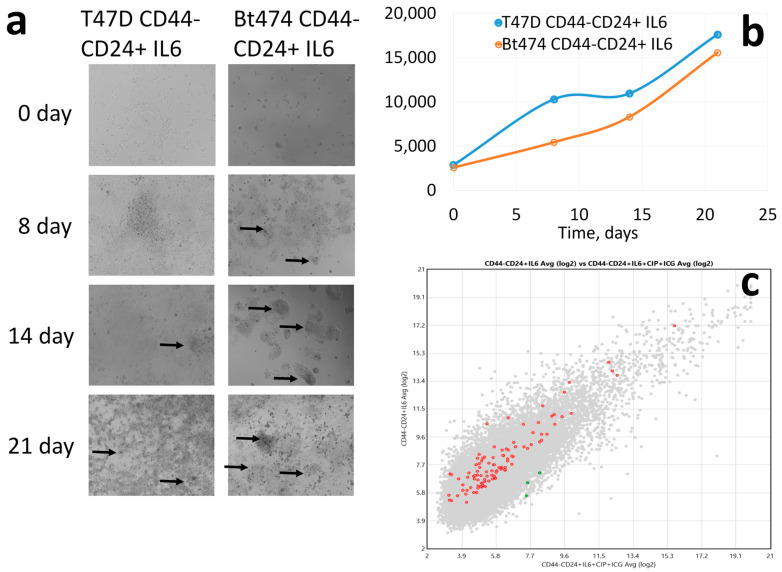 a
T47D CD44-
CD24+ IL6
Bt474 CD44-
CD24+ IL6
0 day
8 day
14 day
21 day
b
T47D CD44-CD24+ IL6
Bt474 CD44-CD24+ IL6
20,000
15,000
10,000
5,000
0
0
5
10
15
20
25
Time, days
c
CD44-CD24+IL6 Avg (log2) vs CD44-CD24+IL6+CIP+ICG Avg (log2)
CD44-CD24+IL6 Avg (log2)
21
19.1
17.2
15.3
13.4
11.5
9.6
7.7
5.8
3.9
2
2
3.9
5.8
7.7
9.6
11.5
13.4
15.3
17.2
19.1
21
CD44-CD24+IL6+CIP+ICG Avg (log2)